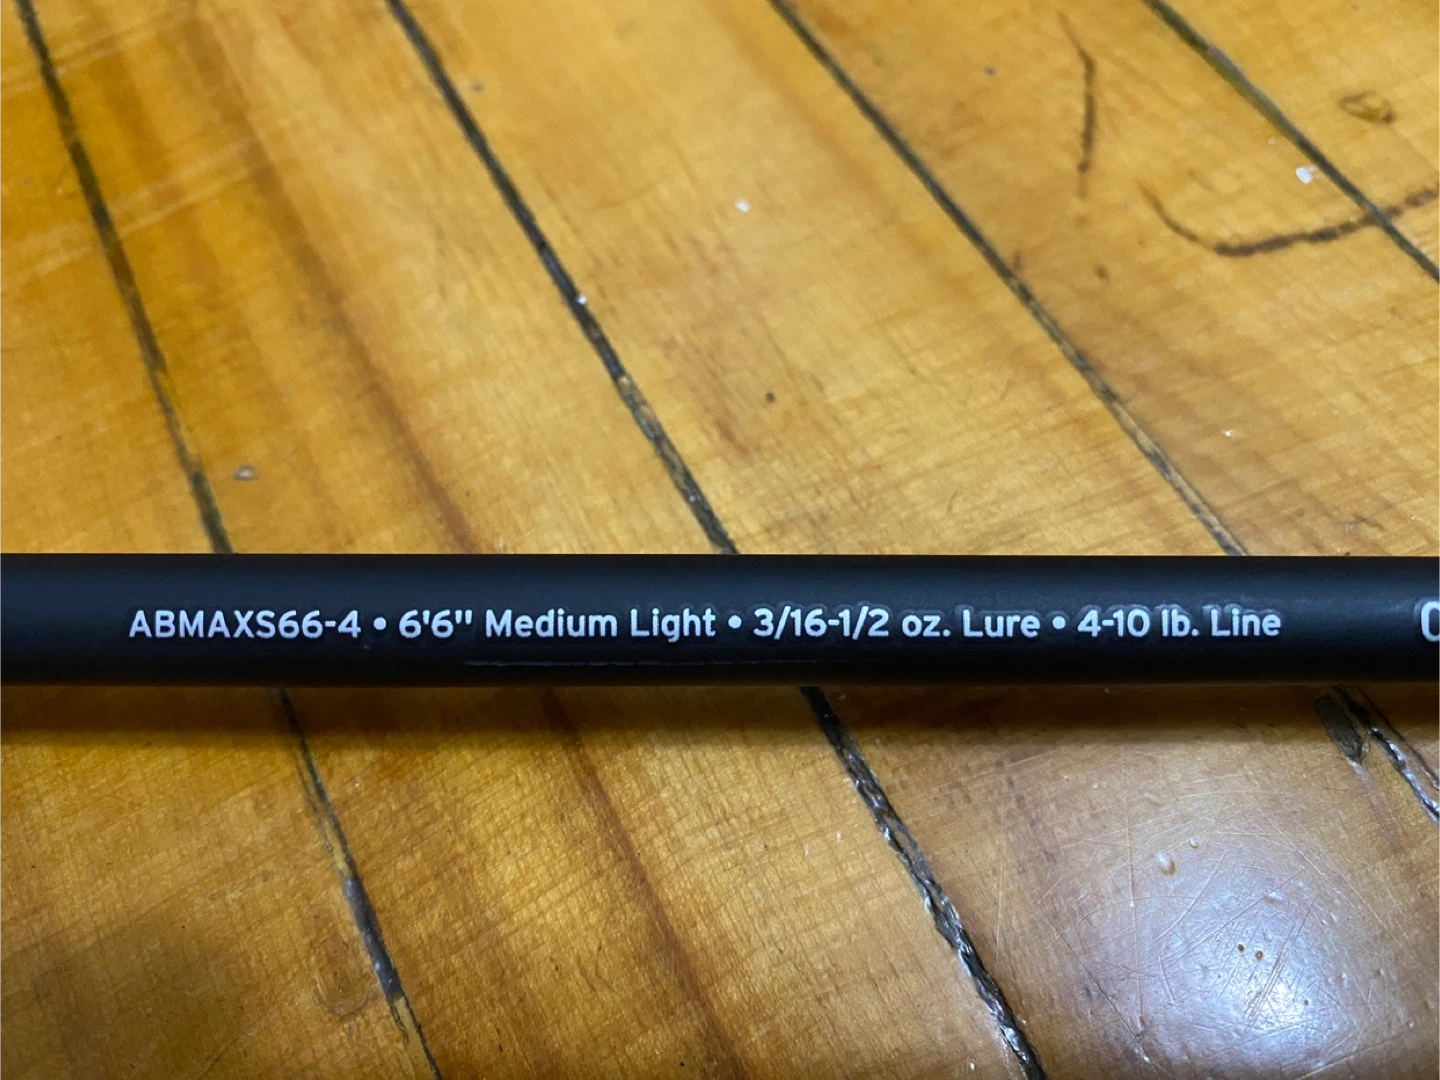 ABMAXS66-4 • 6'6" Medium Light • 3/16-1/2 oz. Lure • 4-10 lb. Line